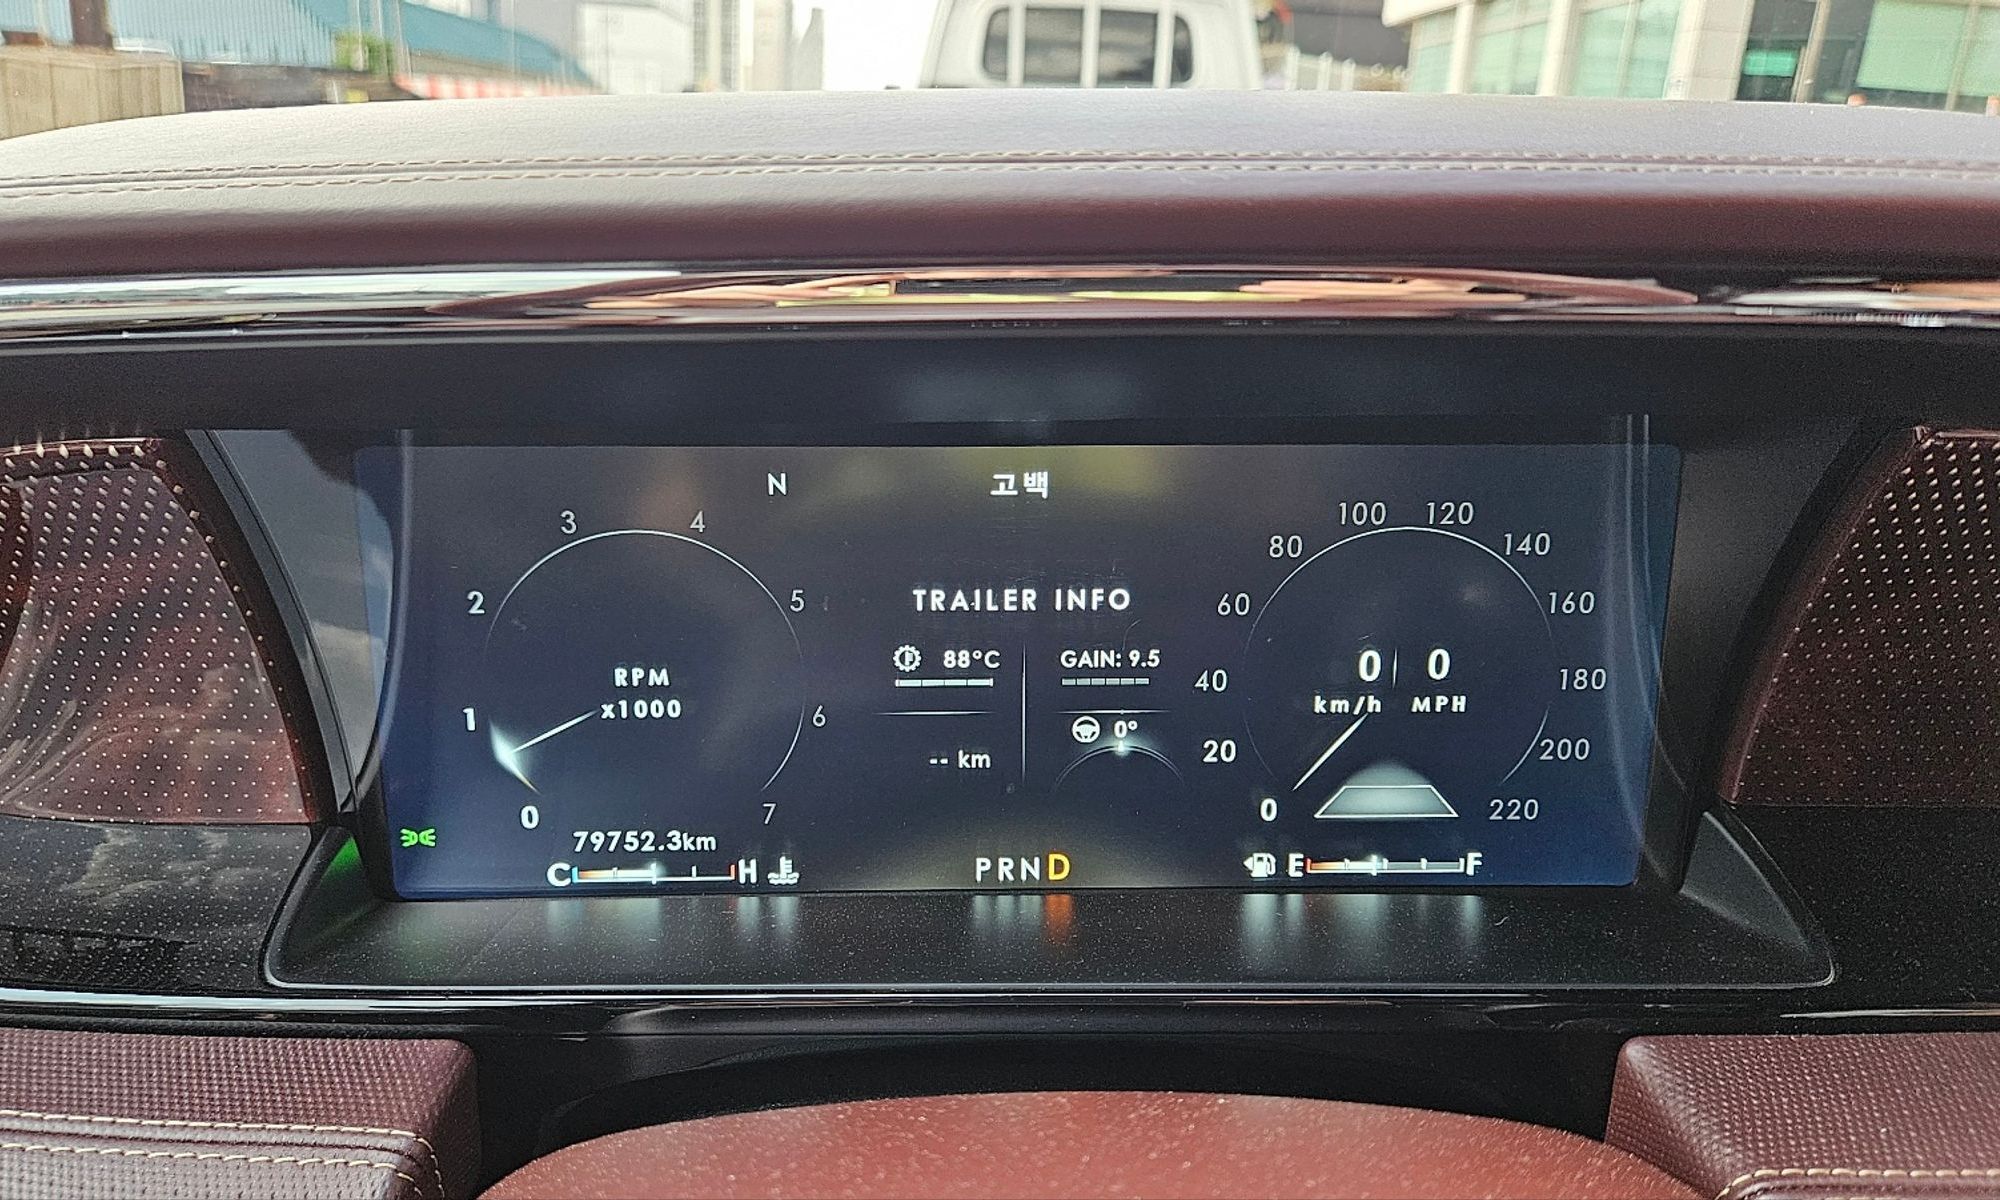 N 고백
3 4 100 120
80 140
2 5 TRAILER INFO 60 160
88°C GAIN: 9.5
RPM 0 0
x1000 40 180
1 6 km/h MPH
0°
-- km 20 200
0 7 0 220
79752.3km
C H PRND E F